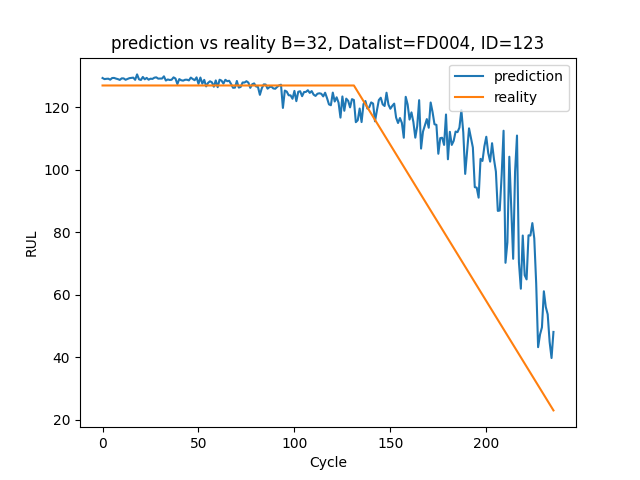 prediction vs reality B=32, Datalist=FD004, ID=123
prediction
reality
120
100
80
60
40
20
RUL
0
50
100
150
200
Cycle